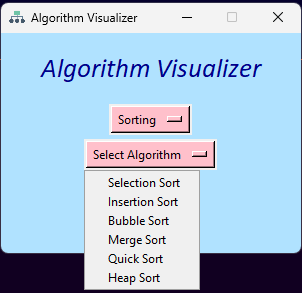 Algorithm Visualizer
Algorithm Visualizer
Sorting
Select Algorithm
Selection Sort
Insertion Sort
Bubble Sort
Merge Sort
Quick Sort
Heap Sort